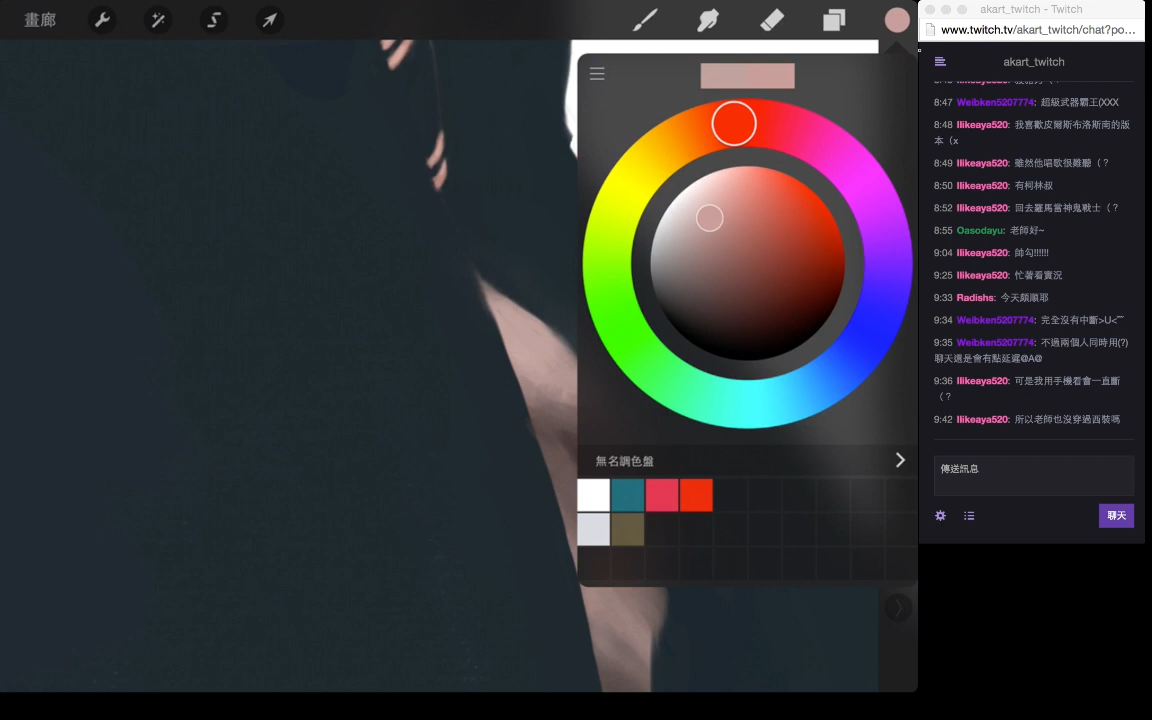 畫廊
akart_twitch - Twitch
www.twitch.tv/akart_twitch/chat?po…
akart_twitch
8:47 Weibken5207774: 超級武器霸王(XXX
8:48 llikeaya520: 我喜歡皮爾斯布洛斯南的版
本（x
8:49 llikeaya520: 雖然他唱歌很難聽（？
8:50 llikeaya520: 有柯林叔
8:52 llikeaya520: 回去羅馬當神鬼戰士（？
8:55 Oasodayu: 老師好~
9:04 llikeaya520: 帥勾!!!!!!
9:25 llikeaya520: 忙著看實況
9:33 Radishs: 今天頗順耶
9:34 Weibken5207774: 完全沒有中斷>U<⌒
9:35 Weibken5207774: 不過兩個人同時用(?)
聊天還是會有點延遲@A@
9:36 llikeaya520: 可是我用手機看會一直斷
（？
9:42 llikeaya520: 所以老師也沒穿過西裝嗎
無名調色盤
傳送訊息
聊天